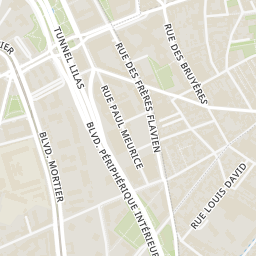 TUNNEL LILAS
RUE DES FRÈRES FLAVIEN
RUE DES BRUYÈRES
RUE PAUL MEURICE
BLVD. MORTIER
BLVD. PÉRIPHÉRIQUE INTÉRIEUR
RUE LOUIS DAVID